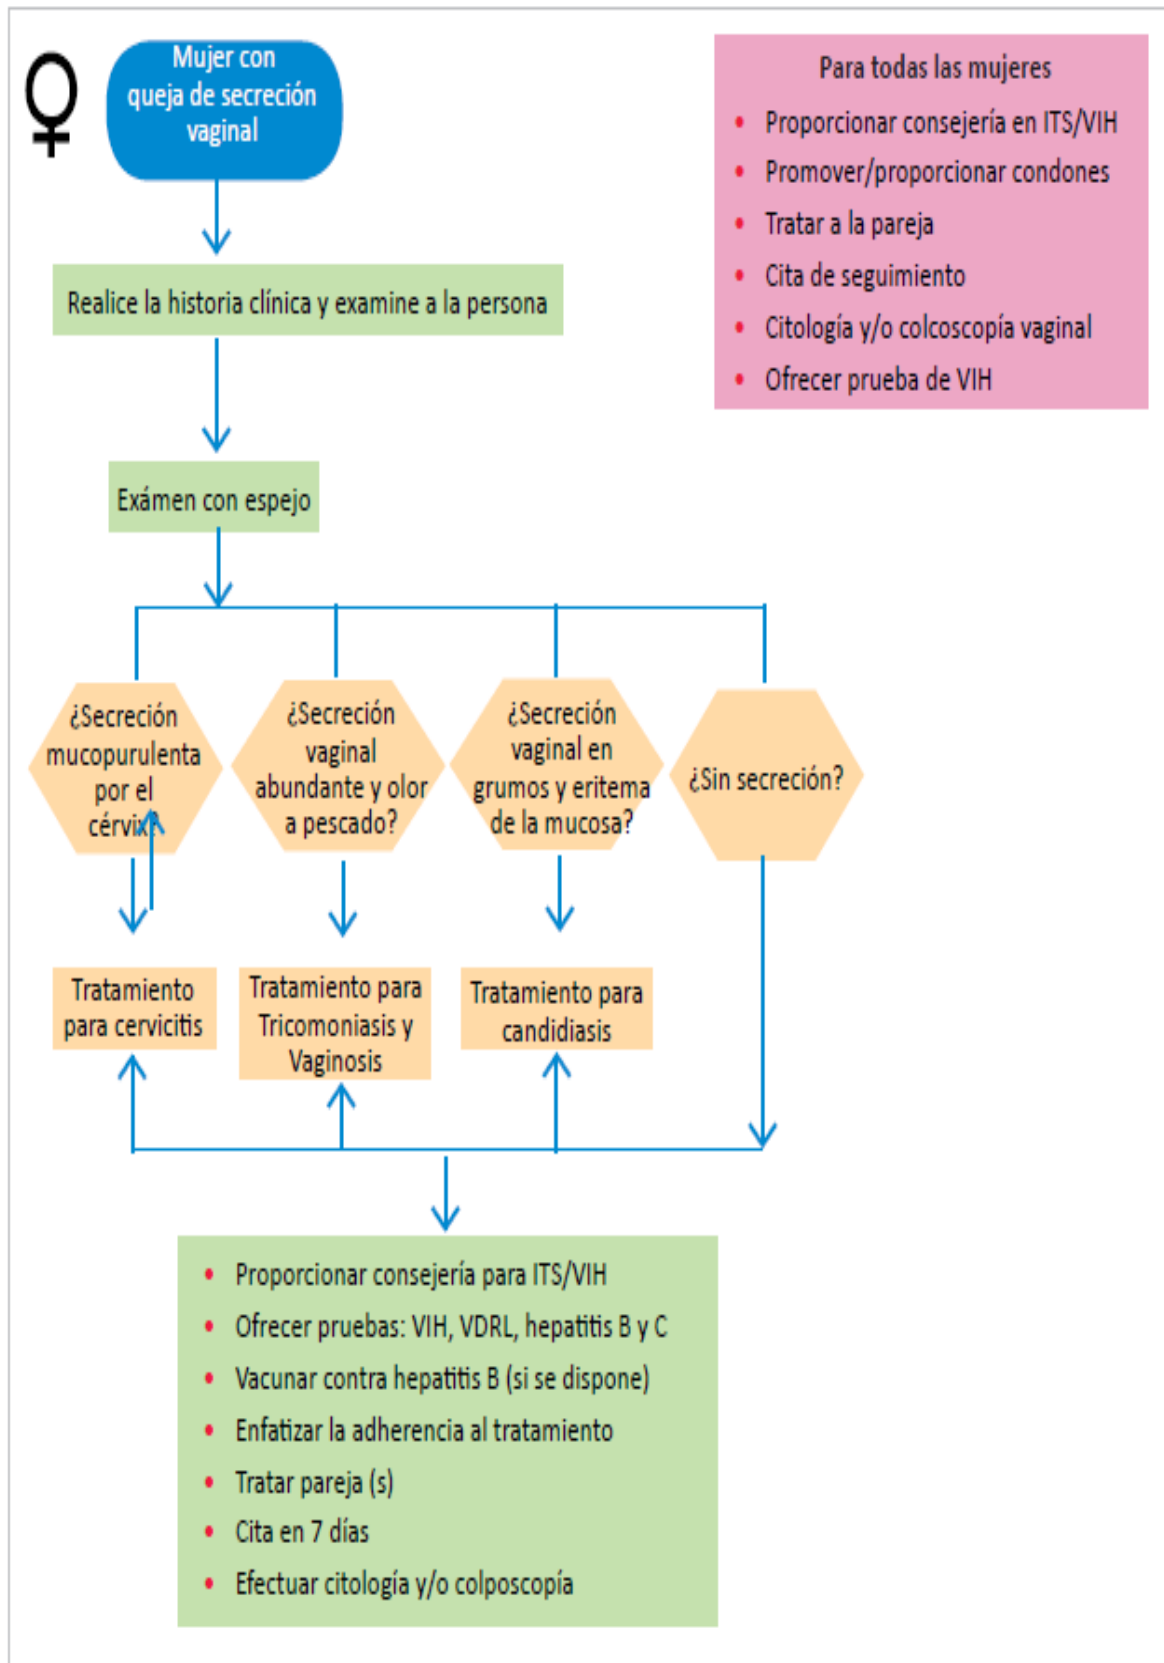 Mujer con
queja de secreción
vaginal
Para todas las mujeres
• Proporcionar consejería en ITS/VIH
• Promover/proporcionar condones
• Tratar a la pareja
• Cita de seguimiento
• Citología y/o colcoscopía vaginal
• Ofrecer prueba de VIH
Realice la historia clínica y examine a la persona
Exámen con espejo
¿Secreción
mucopurulenta
por el
cérvix?
¿Secreción
vaginal
abundante y olor
a pescado?
¿Secreción
vaginal en
grumos y eritema
de la mucosa?
¿Sin secreción?
Tratamiento
para cervicitis
Tratamiento para
Tricomoniasis y
Vaginosis
Tratamiento para
candidiasis
• Proporcionar consejería para ITS/VIH
• Ofrecer pruebas: VIH, VDRL, hepatitis B y C
• Vacunar contra hepatitis B (si se dispone)
• Enfatizar la adherencia al tratamiento
• Tratar pareja (s)
• Cita en 7 días
• Efectuar citología y/o colposcopía